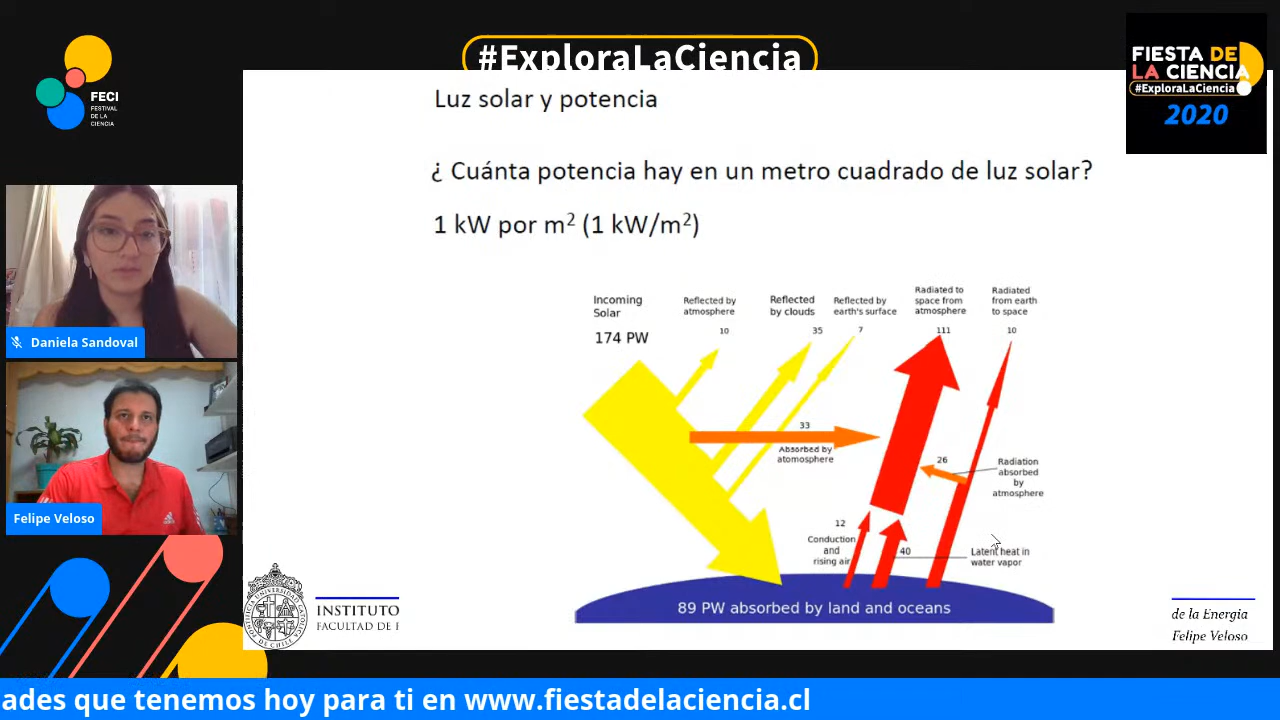 #ExploraLaCiencia
FECI
FESTIVAL
DE LA
CIENCIA
FIESTA DE
LA CIENCIA
#ExploraLaCiencia
2020
Luz solar y potencia
¿ Cuánta potencia hay en un metro cuadrado de luz solar?
1 kW por m² (1 kW/m²)
Incoming
Solar
174 PW
Reflected by
atmosphere
10
Reflected
by clouds
35
Reflected by
earth's surface
7
Radiated to
space from
atmosphere
111
Radiated
from earth
to space
10
33
Absorbed by
atomosphere
26
Radiation
absorbed
by
atmosphere
12
Conduction
and
rising air
40
Latent heat in
water vapor
89 PW absorbed by land and oceans
Daniela Sandoval
Felipe Veloso
INSTITUTO
FACULTAD DE F
de la Energia
Felipe Veloso
ades que tenemos hoy para ti en www.fiestadelaciencia.cl